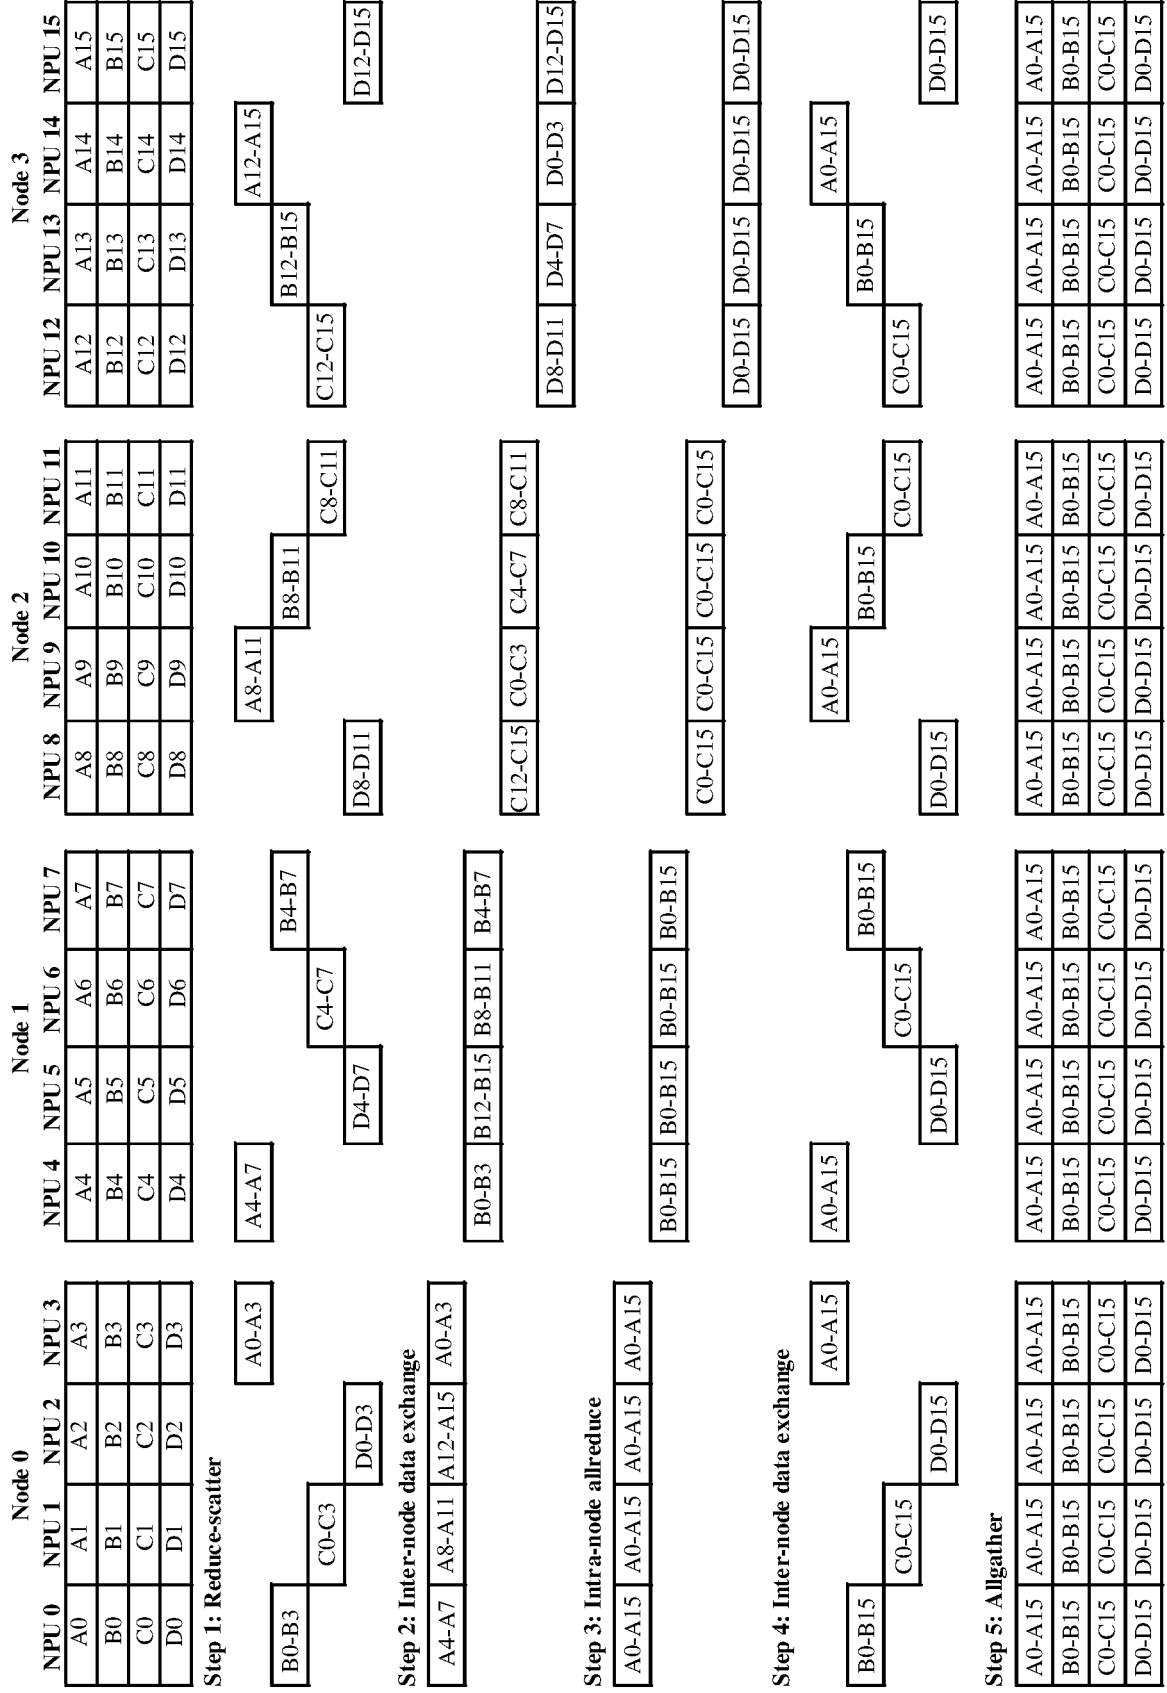 Node 0 Node 1 Node 2 Node 3
NPU 0 NPU 1 NPU 2 NPU 3 NPU 4 NPU 5 NPU 6 NPU 7 NPU 8 NPU 9 NPU 10 NPU 11 NPU 12 NPU 13 NPU 14 NPU 15
A0 A1 A2 A3 A4 A5 A6 A7 A8 A9 A10 A11 A12 A13 A14 A15
B0 B1 B2 B3 B4 B5 B6 B7 B8 B9 B10 B11 B12 B13 B14 B15
C0 C1 C2 C3 C4 C5 C6 C7 C8 C9 C10 C11 C12 C13 C14 C15
D0 D1 D2 D3 D4 D5 D6 D7 D8 D9 D10 D11 D12 D13 D14 D15
Step 1: Reduce-scatter
A0-A3 A4-A7 A8-A11 A12-A15
B0-B3 B4-B7 B8-B11 B12-B15
C0-C3 C4-C7 C8-C11 C12-C15
D0-D3 D4-D7 D8-D11 D12-D15
Step 2: Inter-node data exchange
A4-A7 A8-A11 A12-A15 A0-A3
B0-B3 B12-B15 B8-B11 B4-B7
C12-C15 C0-C3 C4-C7 C8-C11
D8-D11 D4-D7 D0-D3 D12-D15
Step 3: Intra-node allreduce
A0-A15 A0-A15 A0-A15 A0-A15
B0-B15 B0-B15 B0-B15 B0-B15
C0-C15 C0-C15 C0-C15 C0-C15
D0-D15 D0-D15 D0-D15 D0-D15
Step 4: Inter-node data exchange
A0-A15 A0-A15 A0-A15 A0-A15
B0-B15 B0-B15 B0-B15 B0-B15
C0-C15 C0-C15 C0-C15 C0-C15
D0-D15 D0-D15 D0-D15 D0-D15
Step 5: Allgather
A0-A15 A0-A15 A0-A15 A0-A15 A0-A15 A0-A15 A0-A15 A0-A15 A0-A15 A0-A15 A0-A15 A0-A15 A0-A15 A0-A15 A0-A15 A0-A15
B0-B15 B0-B15 B0-B15 B0-B15 B0-B15 B0-B15 B0-B15 B0-B15 B0-B15 B0-B15 B0-B15 B0-B15 B0-B15 B0-B15 B0-B15 B0-B15
C0-C15 C0-C15 C0-C15 C0-C15 C0-C15 C0-C15 C0-C15 C0-C15 C0-C15 C0-C15 C0-C15 C0-C15 C0-C15 C0-C15 C0-C15 C0-C15
D0-D15 D0-D15 D0-D15 D0-D15 D0-D15 D0-D15 D0-D15 D0-D15 D0-D15 D0-D15 D0-D15 D0-D15 D0-D15 D0-D15 D0-D15 D0-D15